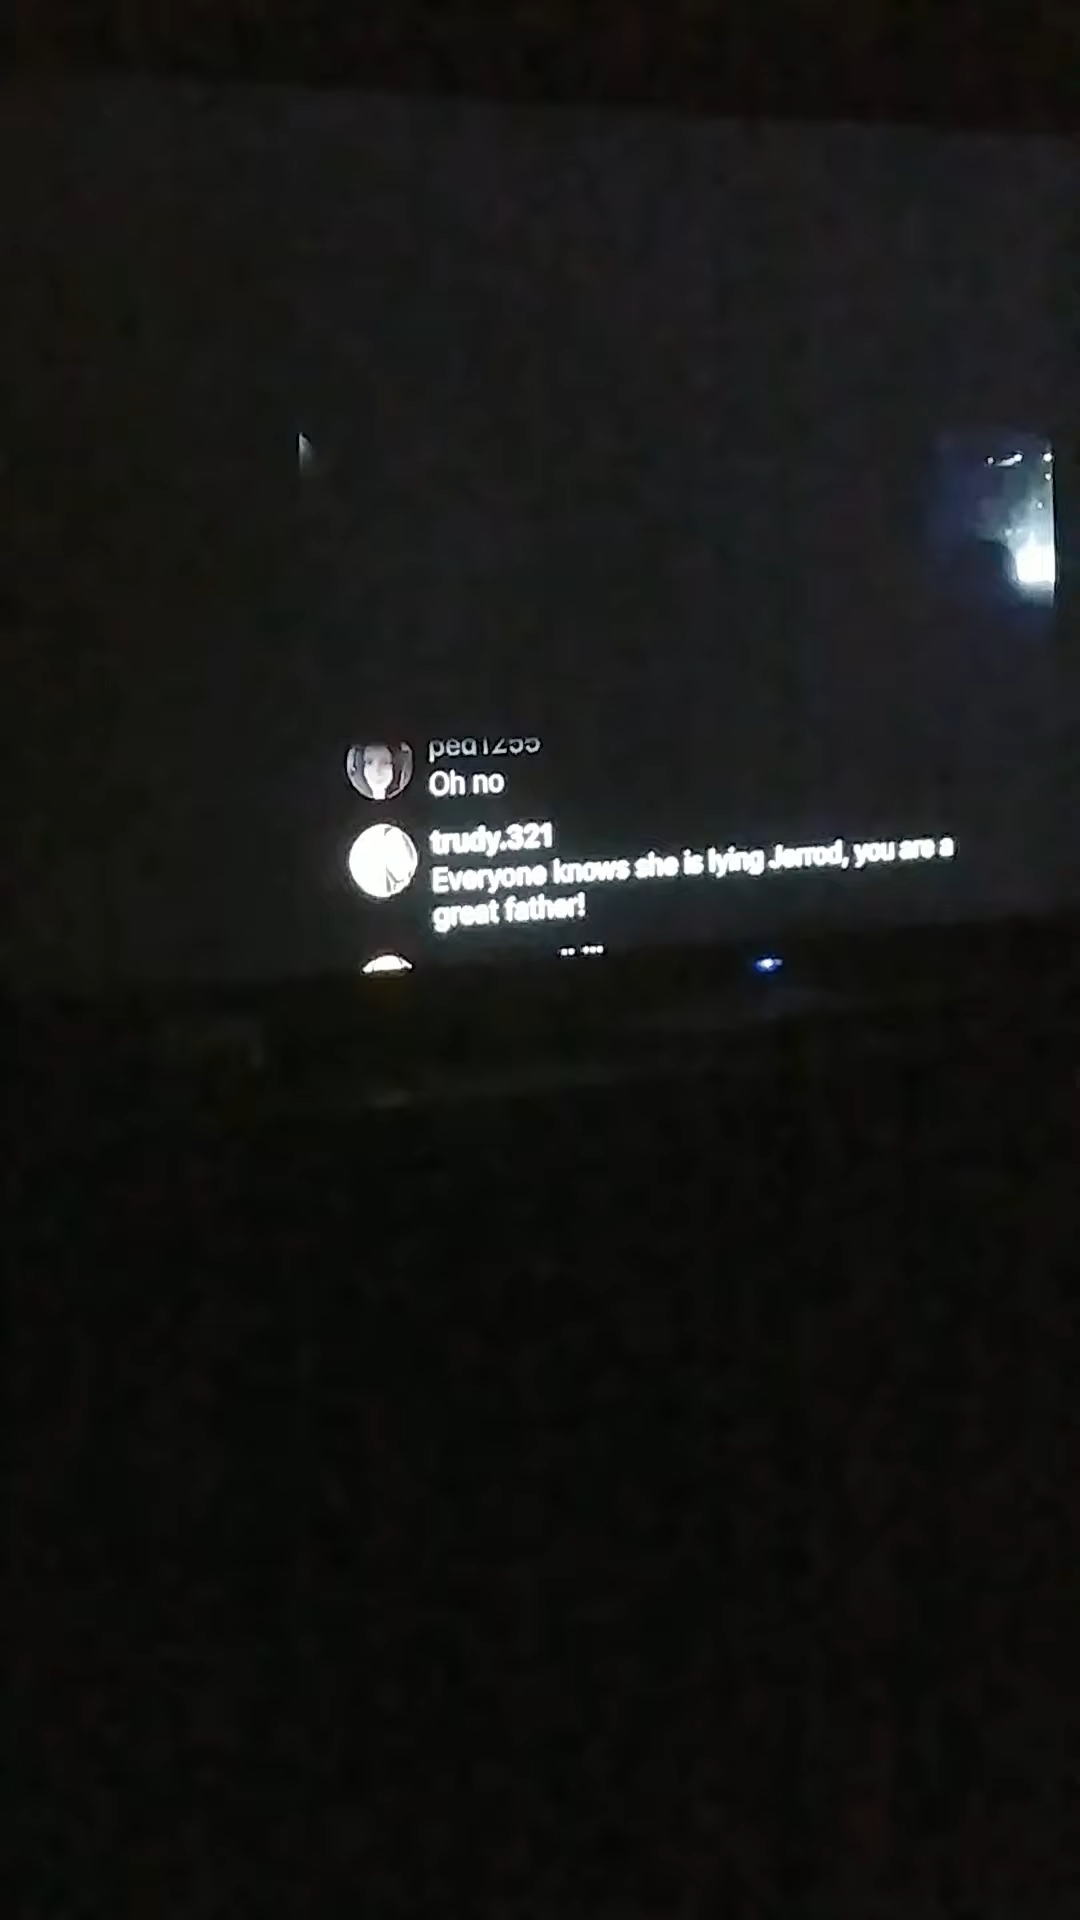 Oh no
trudy.321
Everyone knows she is lying Jerrod, you are a
great father!